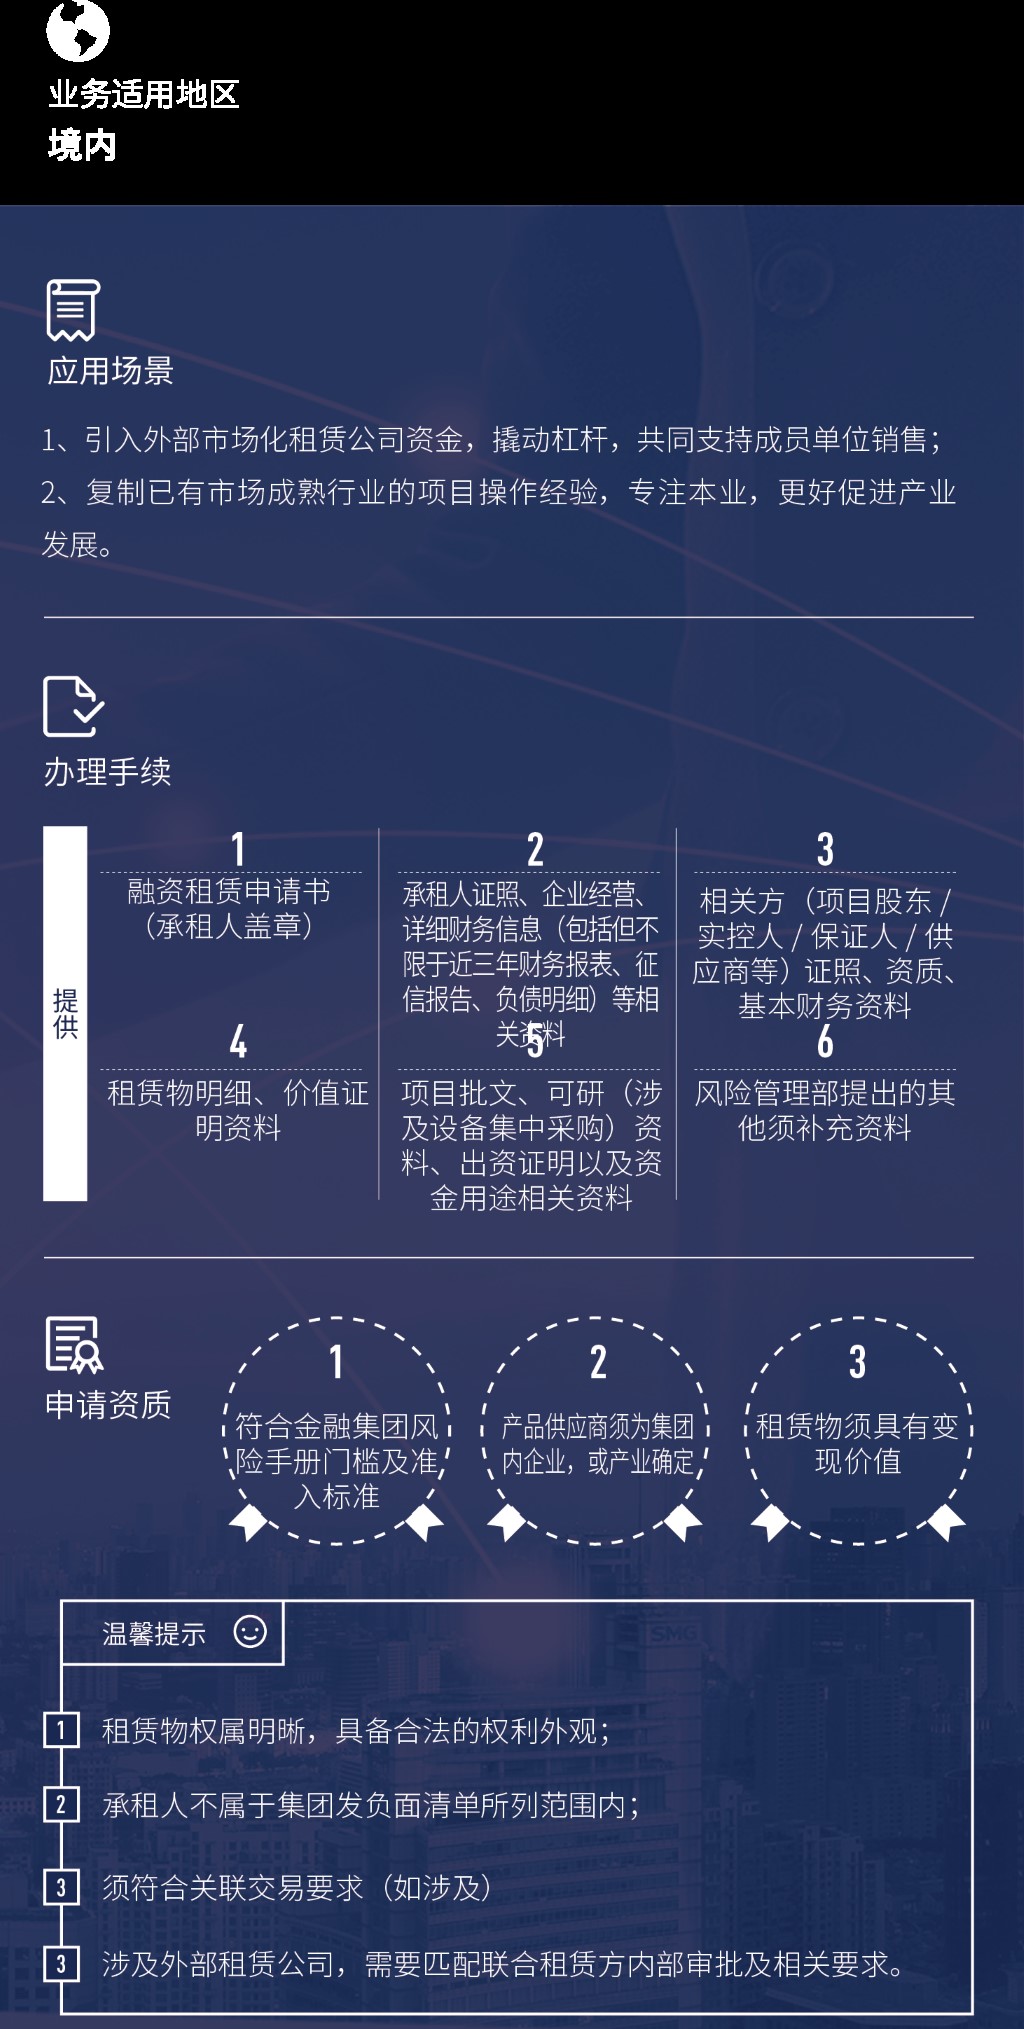 业务适用地区
境内
应用场景
1、引入外部市场化租赁公司资金，撬动杠杆，共同支持成员单位销售；
2、复制已有市场成熟行业的项目操作经验，专注本业，更好促进产业
发展。
办理手续
提供
1
融资租赁申请书
（承租人盖章）
2
承租人证照、企业经营、
详细财务信息（包括但不
限于近三年财务报表、征
信报告、负债明细）等相
关资料
3
相关方（项目股东 /
实控人 / 保证人 / 供
应商等）证照、资质、
基本财务资料
4
租赁物明细、价值证
明资料
5
项目批文、可研（涉
及设备集中采购）资
料、出资证明以及资
金用途相关资料
6
风险管理部提出的其
他须补充资料
申请资质
1
符合金融集团风
险手册门槛及准
入标准
2
产品供应商须为集团
内企业，或产业确定
3
租赁物须具有变
现价值
SMG
温馨提示
1 租赁物权属明晰，具备合法的权利外观；
2 承租人不属于集团发负面清单所列范围内；
3 须符合关联交易要求（如涉及）
3 涉及外部租赁公司，需要匹配联合租赁方内部审批及相关要求。